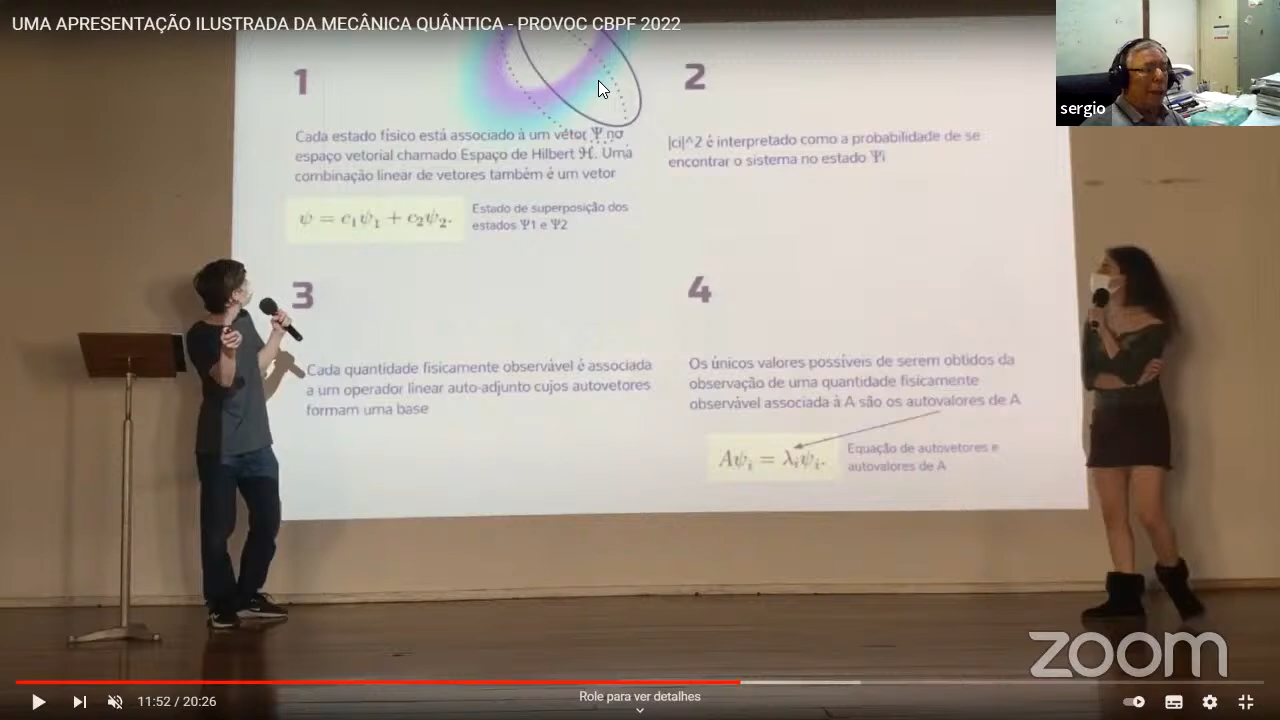 UMA APRESENTAÇÃO ILUSTRADA DA MECÂNICA QUÂNTICA - PROVOC CBPF 2022
sergio
1
Cada estado físico está associado à um vetor Ψ no
espaço vetorial chamado Espaço de Hilbert ℋ. Uma
combinação linear de vetores também é um vetor
ψ = c₁ψ₁ + c₂ψ₂.
Estado de superposição dos
estados Ψ1 e Ψ2
2
|ci|^2 é interpretado como a probabilidade de se
encontrar o sistema no estado Ψi
3
Cada quantidade fisicamente observável é associada
a um operador linear auto-adjunto cujos autovetores
formam uma base
4
Os únicos valores possíveis de serem obtidos da
observação de uma quantidade fisicamente
observável associada à A são os autovalores de A
Aψᵢ = λᵢψᵢ.
Equação de autovetores e
autovalores de A
zoom
11:52 / 20:26
Role para ver detalhes